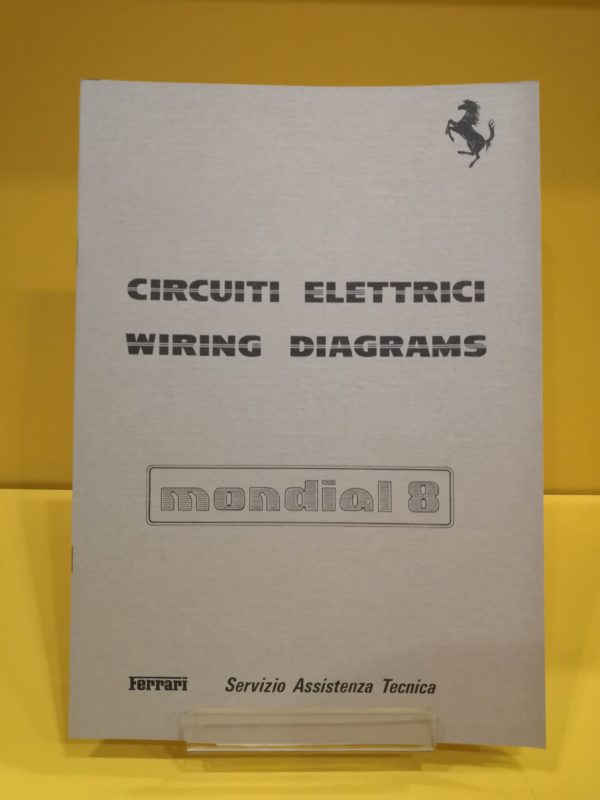 CIRCUITI ELETTRICI
WIRING DIAGRAMS
mondial 8
Ferrari Servizio Assistenza Tecnica